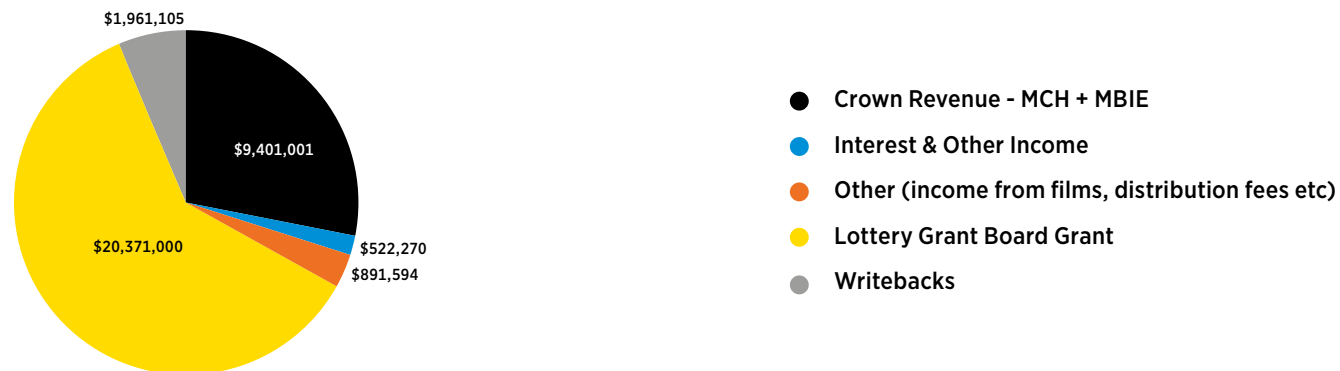 $1,961,105
$9,401,001
$20,371,000
$522,270
$891,594
Crown Revenue - MCH + MBIE
Interest & Other Income
Other (income from films, distribution fees etc)
Lottery Grant Board Grant
Writebacks